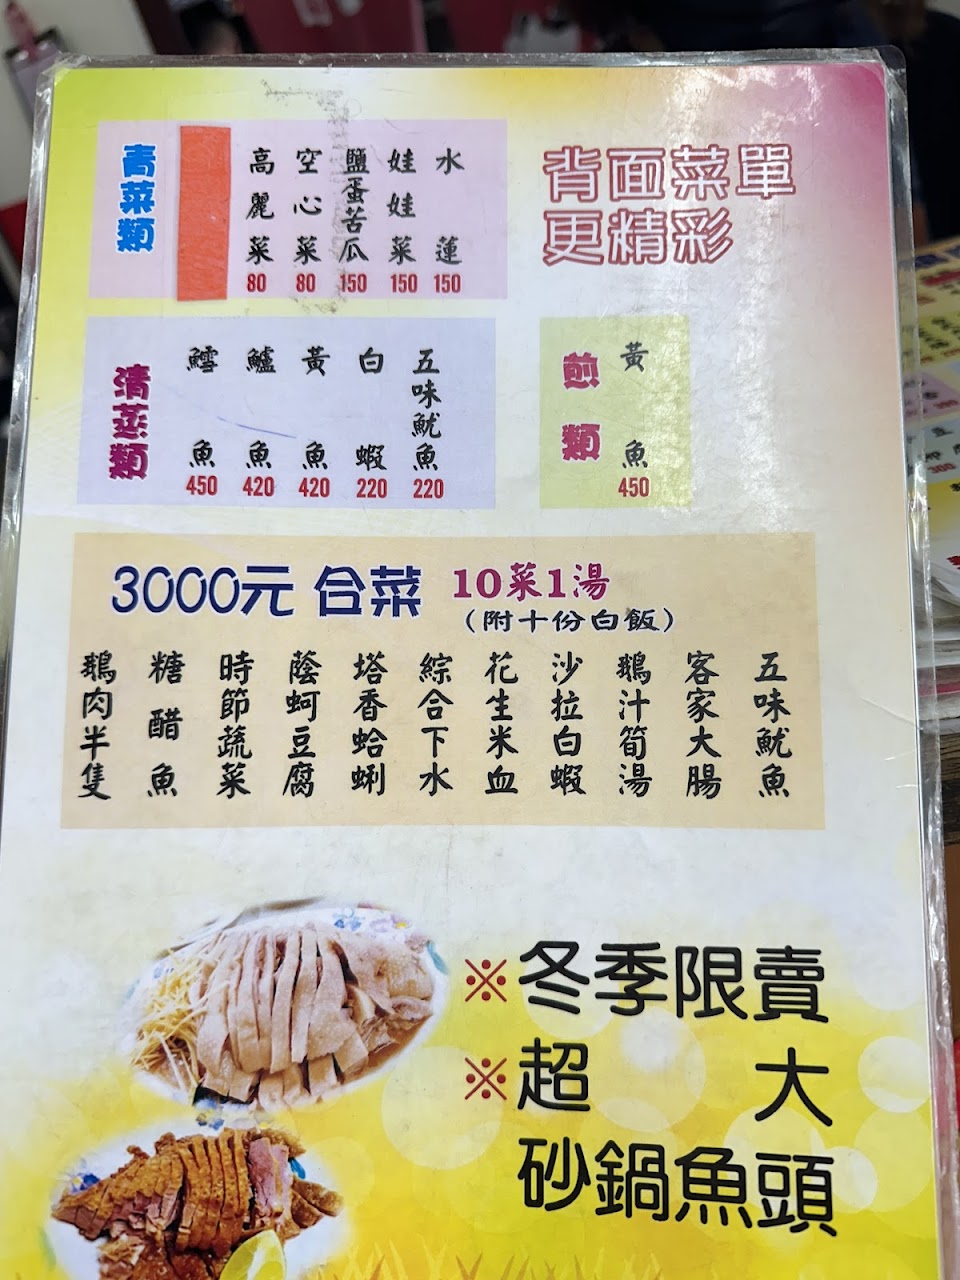 背面菜單
更精彩
青菜類
高麗菜 80
空心菜 80
鹽蛋苦瓜 150
娃娃菜 150
水蓮 150
清蒸類
鱈魚 450
鱸魚 420
黃魚 420
白蝦 220
五味魷魚 220
煎類
黃魚 450
3000元 合菜 10菜1湯
(附十份白飯)
鵝肉半隻
糖醋魚
時節蔬菜
蔭蚵豆腐
塔香蛤蜊
綜合下水
花生米血
沙拉白蝦
鵝汁筍湯
客家大腸
五味魷魚
※冬季限賣
※超大
砂鍋魚頭